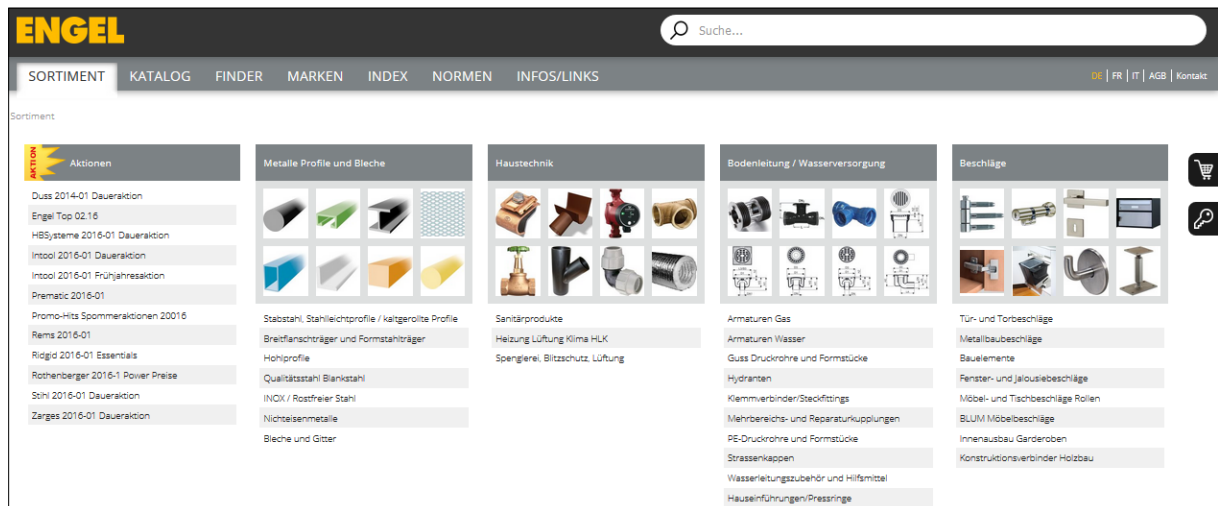 ENGEL
Suche...
SORTIMENT KATALOG FINDER MARKEN INDEX NORMEN INFOS/LINKS
DE | FR | IT | AGB | Kontakt
Sortiment
AKTION
Aktionen
Duss 2014-01 Daueraktion
Engel Top 02.16
HBSysteme 2016-01 Daueraktion
Intool 2016-01 Daueraktion
Intool 2016-01 Frühjahresaktion
Prematic 2016-01
Promo-Hits Spommeraktionen 20016
Rems 2016-01
Ridgid 2016-01 Essentials
Rothenberger 2016-1 Power Preise
Stihl 2016-01 Daueraktion
Zarges 2016-01 Daueraktion
Metalle Profile und Bleche
Stabstahl, Stahlleichtprofile / kaltgerollte Profile
Breitflanschträger und Formstahlträger
Hohlprofile
Qualitätsstahl Blankstahl
INOX / Rostfreier Stahl
Nichteisenmetalle
Bleche und Gitter
Haustechnik
Sanitärprodukte
Heizung Lüftung Klima HLK
Spenglerei, Blitzschutz, Lüftung
Bodenleitung / Wasserversorgung
Armaturen Gas
Armaturen Wasser
Guss Druckrohre und Formstücke
Hydranten
Klemmverbinder/Steckfittings
Mehrbereichs- und Reparaturkupplungen
PE-Druckrohre und Formstücke
Strassenkappen
Wasserleitungszubehör und Hilfsmittel
Hauseinführungen/Pressringe
Beschläge
Tür- und Torbeschläge
Metallbaubeschläge
Bauelemente
Fenster- und Jalousiebeschläge
Möbel- und Tischbeschläge Rollen
BLUM Möbelbeschläge
Innenausbau Garderoben
Konstruktionsverbinder Holzbau